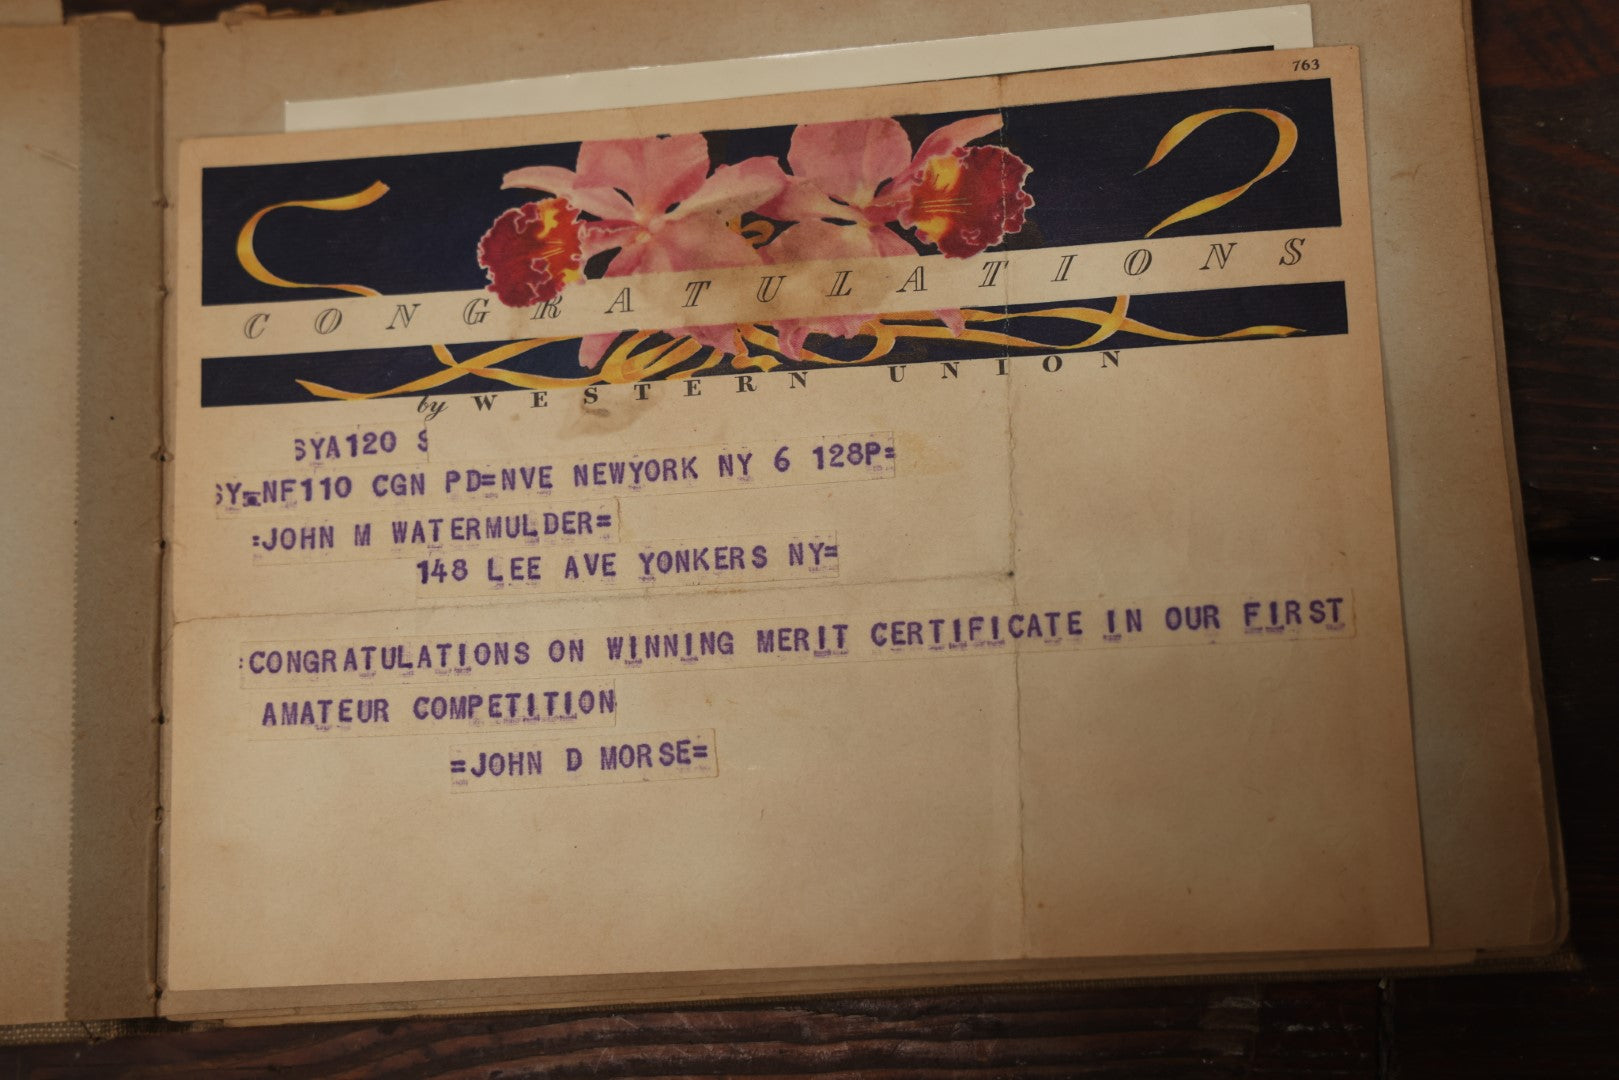 763
CONGRATULATIONS
by WESTERN UNION
SYA120 S
SY=NF110 CGN PD=NVE NEWYORK NY 6 128P=
:JOHN M WATERMULDER=
148 LEE AVE YONKERS NY=
:CONGRATULATIONS ON WINNING MERIT CERTIFICATE IN OUR FIRST
AMATEUR COMPETITION
=JOHN D MORSE=